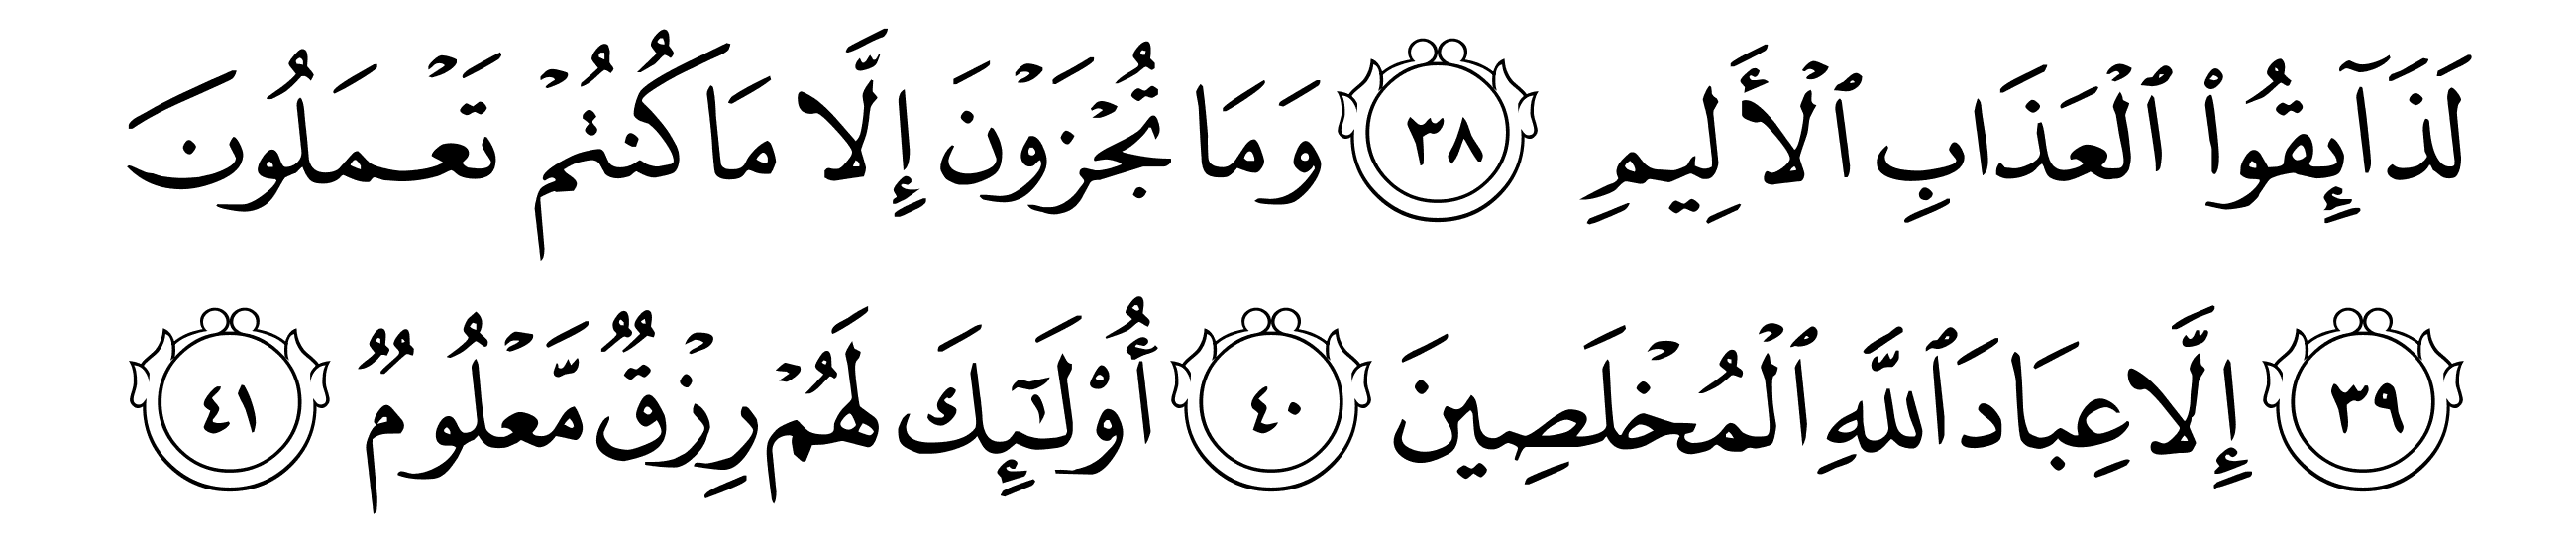 لَذَآئِقُوا۟ ٱلْعَذَابِ ٱلْأَلِيمِ ٣٨ وَمَا تُجْزَوْنَ إِلَّا مَا كُنتُمْ تَعْمَلُونَ
٣٩ إِلَّا عِبَادَ ٱللَّهِ ٱلْمُخْلَصِينَ ٤٠ أُو۟لَـٰٓئِكَ لَهُمْ رِزْقٌ مَّعْلُومٌ ٤١